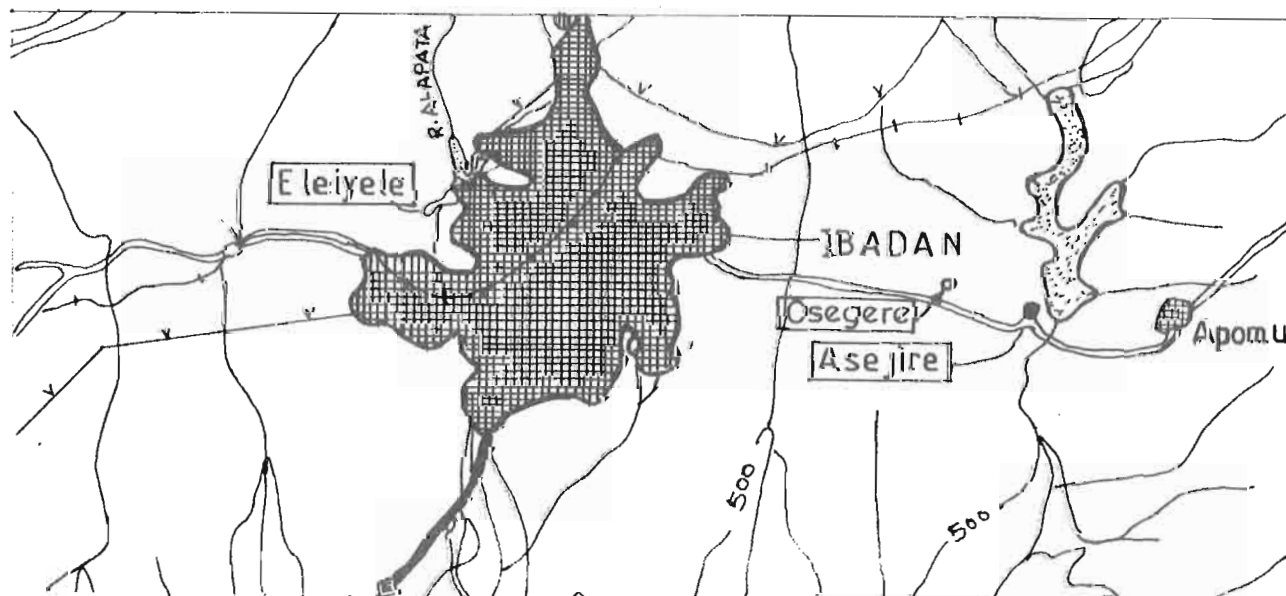 R. ALAPATA
Eleiyele
IBADAN
Osegere
Asejire
Apomu
500
500